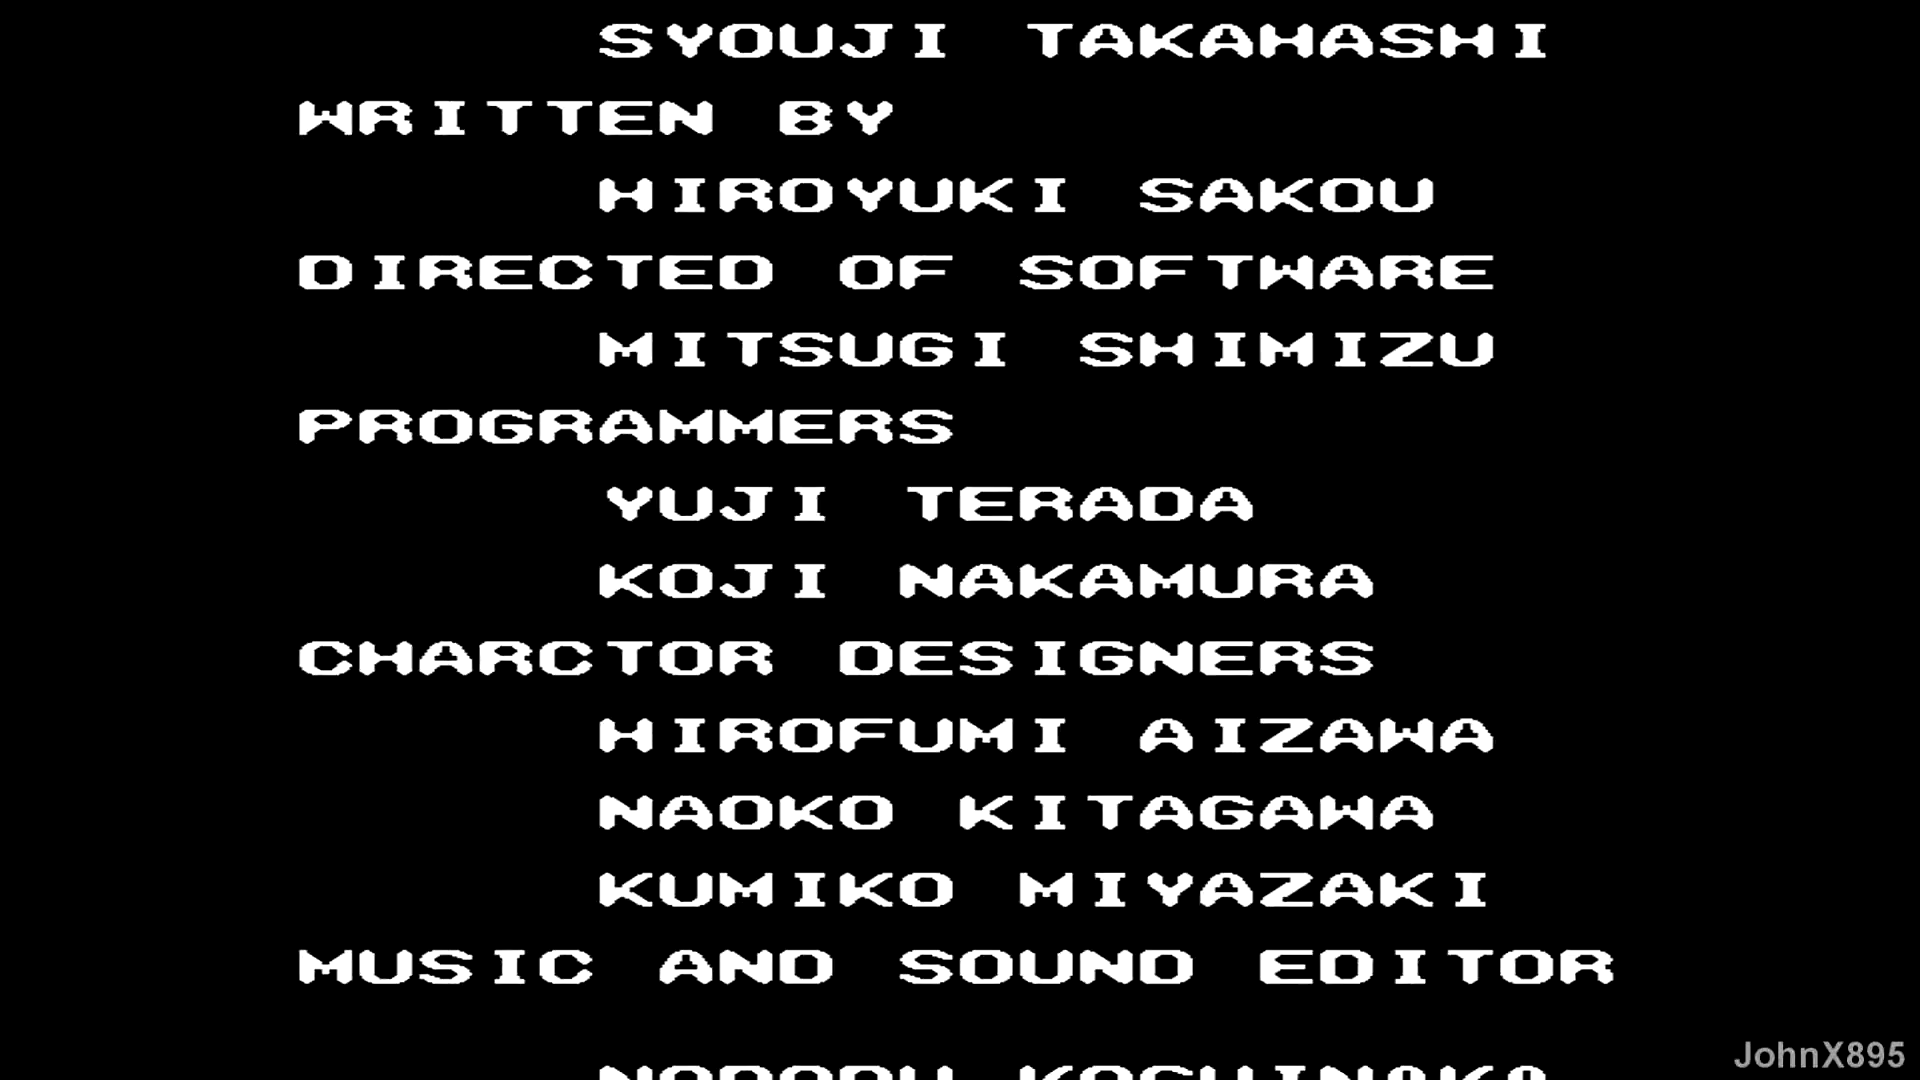 SYOUJI TAKAHASHI
WRITTEN BY
HIROYUKI SAKOU
DIRECTED OF SOFTWARE
MITSUGI SHIMIZU
PROGRAMMERS
YUJI TERADA
KOJI NAKAMURA
CHARCTOR DESIGNERS
HIROFUMI AIZAWA
NAOKO KITAGAWA
KUMIKO MIYAZAKI
MUSIC AND SOUND EDITOR
JohnX895